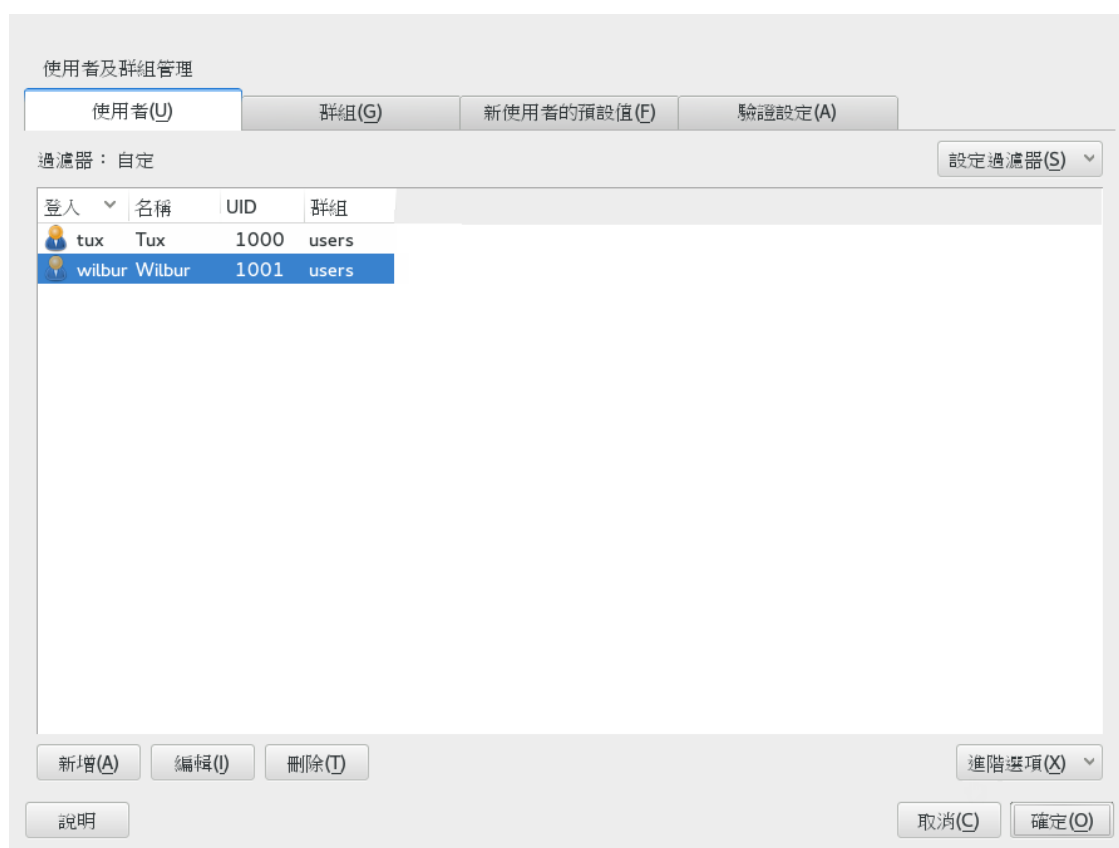 使用者及群組管理
使用者(U) 群組(G) 新使用者的預設值(F) 驗證設定(A)
過濾器：自定 設定過濾器(S)
登入 名稱 UID 群組
tux Tux 1000 users
wilbur Wilbur 1001 users
新增(A) 編輯(I) 刪除(T) 進階選項(X)
說明 取消(C) 確定(O)